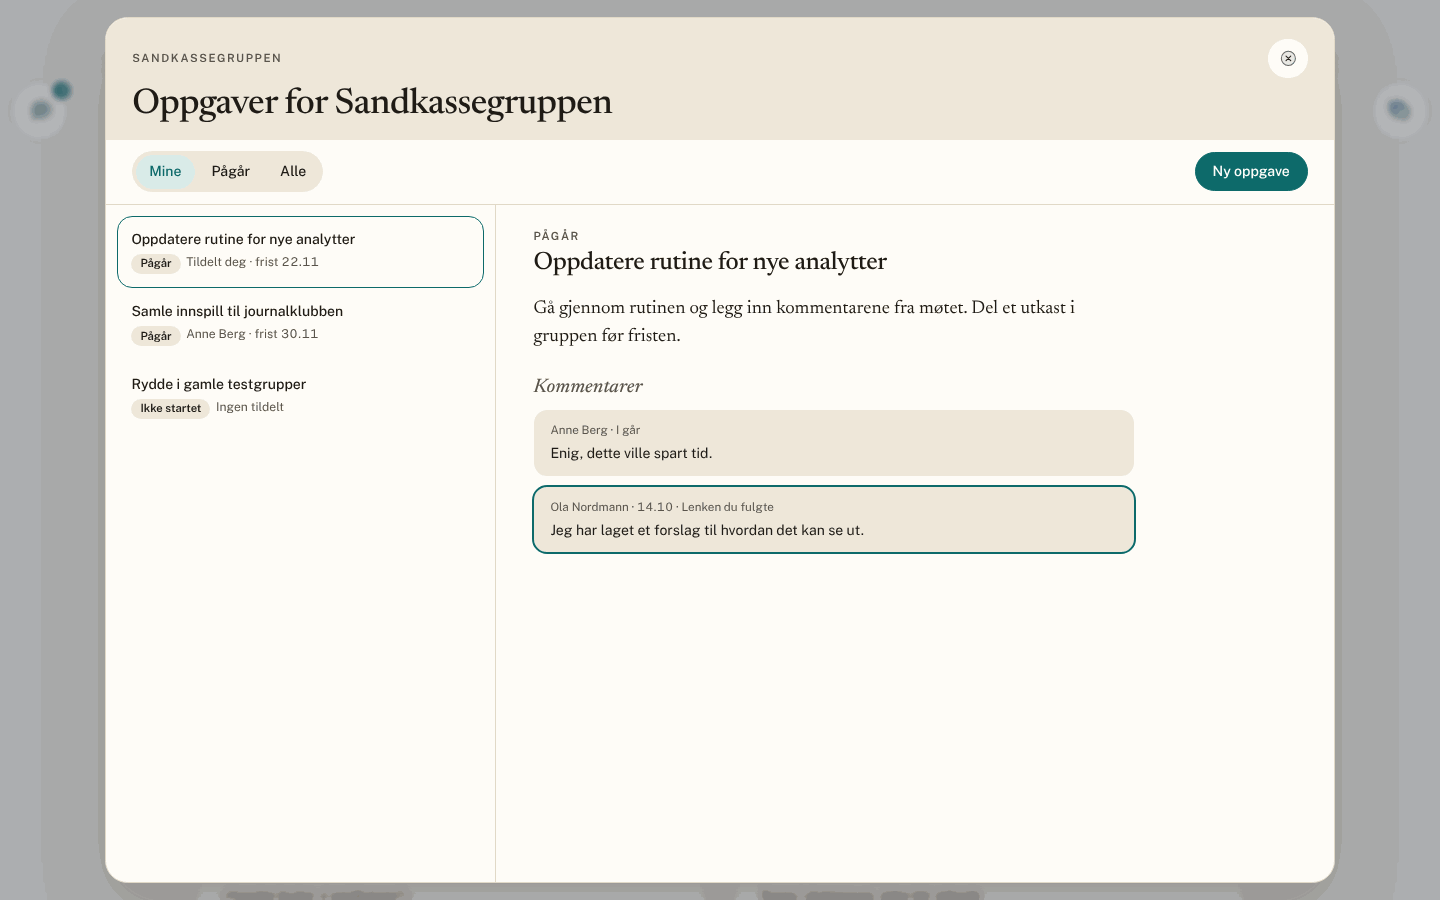 SANDKASSEGRUPPEN
Oppgaver for Sandkassegruppen
Mine
Pågår
Alle
Ny oppgave
Oppdatere rutine for nye analytter
Pågår Tildelt deg · frist 22.11
Samle innspill til journalklubben
Pågår Anne Berg · frist 30.11
Rydde i gamle testgrupper
Ikke startet Ingen tildelt
PÅGÅR
Oppdatere rutine for nye analytter
Gå gjennom rutinen og legg inn kommentarene fra møtet. Del et utkast i
gruppen før fristen.
Kommentarer
Anne Berg · I går
Enig, dette ville spart tid.
Ola Nordmann · 14.10 · Lenken du fulgte
Jeg har laget et forslag til hvordan det kan se ut.